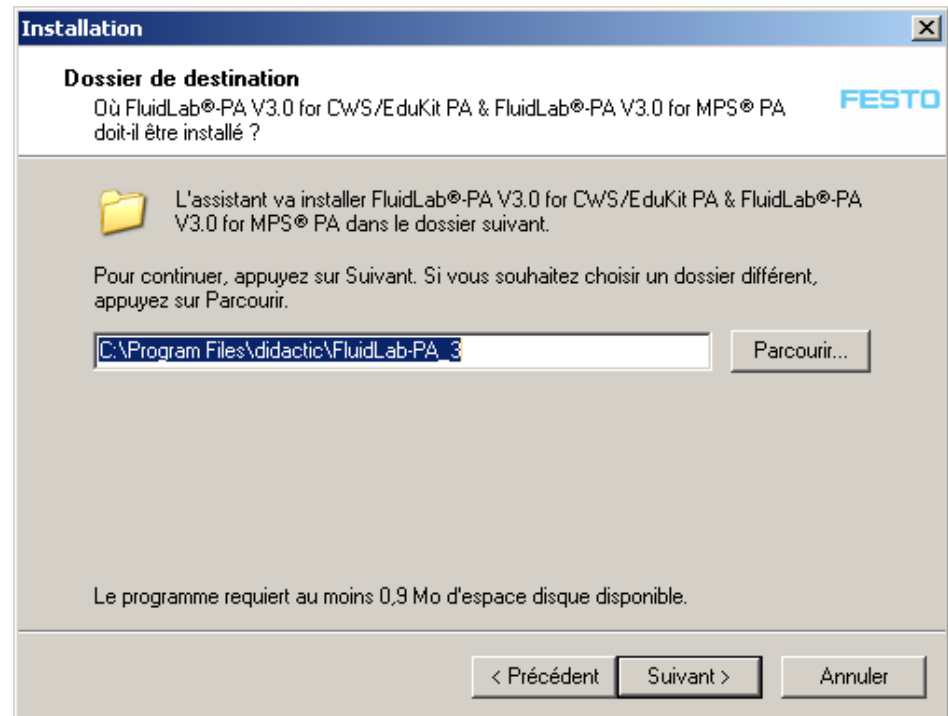 Installation
Dossier de destination
Où FluidLab®-PA V3.0 for CWS/EduKit PA & FluidLab®-PA V3.0 for MPS® PA
doit-il être installé ?
FESTO
L'assistant va installer FluidLab®-PA V3.0 for CWS/EduKit PA & FluidLab®-PA
V3.0 for MPS® PA dans le dossier suivant.
Pour continuer, appuyez sur Suivant. Si vous souhaitez choisir un dossier différent,
appuyez sur Parcourir.
C:\Program Files\didactic\FluidLab-PA_3
Parcourir...
Le programme requiert au moins 0,9 Mo d'espace disque disponible.
< Précédent
Suivant >
Annuler